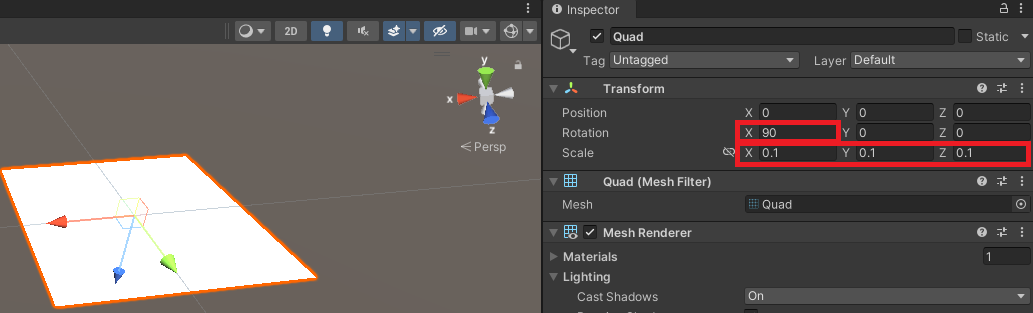 Inspector
2D
Quad
Static
Tag Untagged Layer Default
Transform
Position X 0 Y 0 Z 0
Rotation X 90 Y 0 Z 0
Scale X 0.1 Y 0.1 Z 0.1
y
x
z
Persp
Quad (Mesh Filter)
Mesh Quad
Mesh Renderer
Materials 1
Lighting
Cast Shadows On